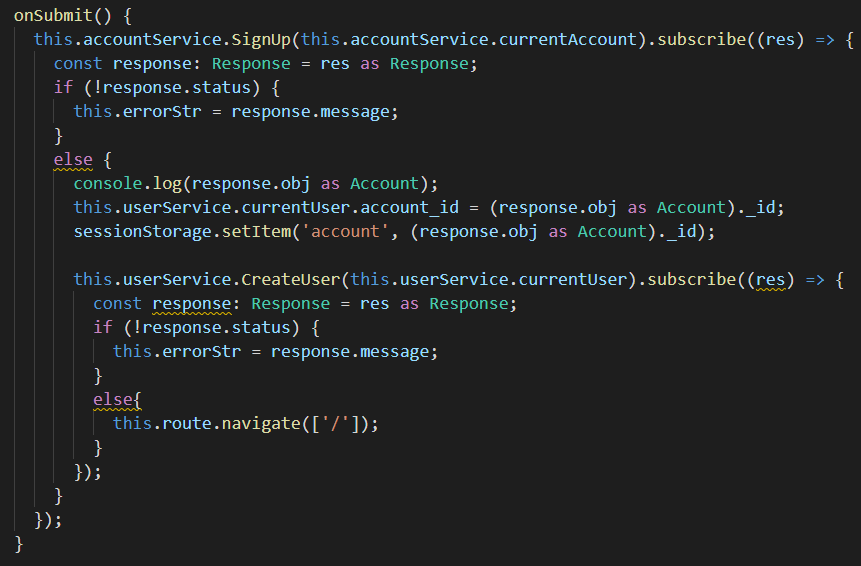 onSubmit() {
this.accountService.SignUp(this.accountService.currentAccount).subscribe((res) => {
const response: Response = res as Response;
if (!response.status) {
this.errorStr = response.message;
}
else {
console.log(response.obj as Account);
this.userService.currentUser.account_id = (response.obj as Account)._id;
sessionStorage.setItem('account', (response.obj as Account)._id);
this.userService.CreateUser(this.userService.currentUser).subscribe((res) => {
const response: Response = res as Response;
if (!response.status) {
this.errorStr = response.message;
}
else{
this.route.navigate(['/']);
}
});
}
});
}